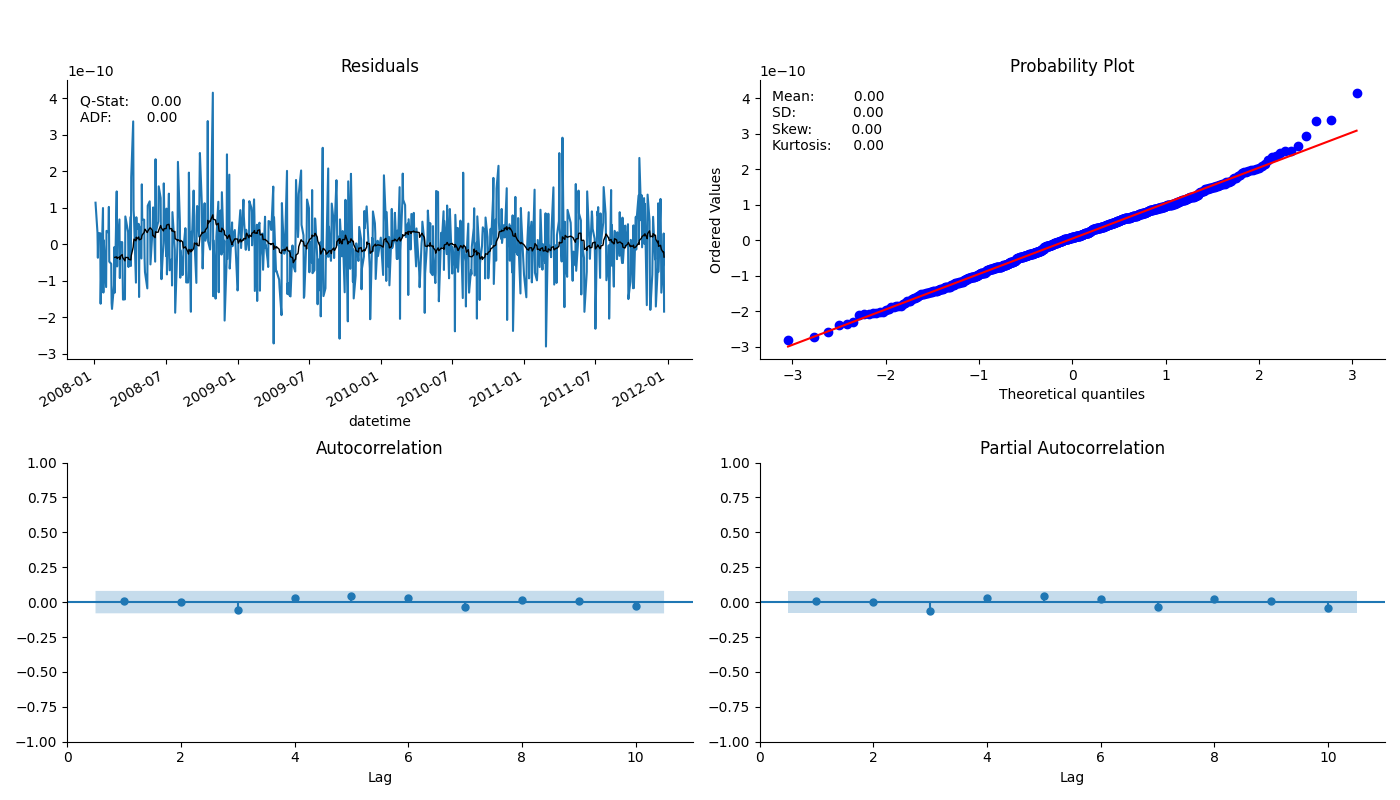 Residuals
1e−10
Q-Stat: 0.00
ADF: 0.00
4
3
2
1
0
−1
−2
−3
2008-01
2008-07
2009-01
2009-07
2010-01
2010-07
2011-01
2011-07
2012-01
datetime
Probability Plot
1e−10
Mean: 0.00
SD: 0.00
Skew: 0.00
Kurtosis: 0.00
Ordered Values
4
3
2
1
0
−1
−2
−3
−3 −2 −1 0 1 2 3
Theoretical quantiles
Autocorrelation
1.00
0.75
0.50
0.25
0.00
−0.25
−0.50
−0.75
−1.00
0 2 4 6 8 10
Lag
Partial Autocorrelation
1.00
0.75
0.50
0.25
0.00
−0.25
−0.50
−0.75
−1.00
0 2 4 6 8 10
Lag